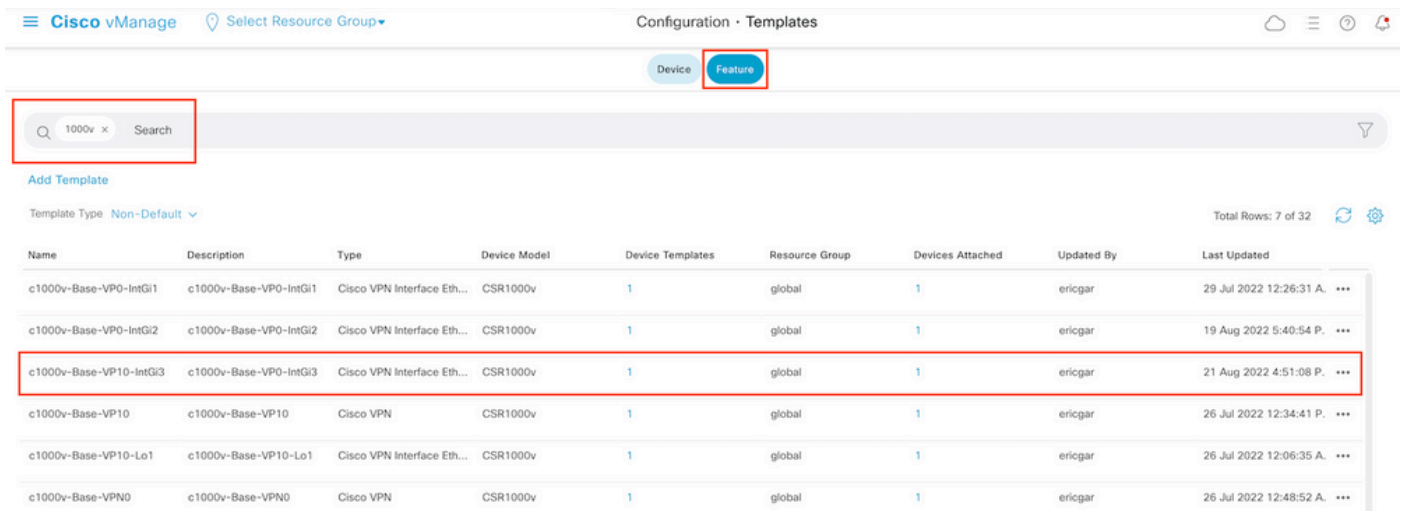 Cisco vManage Select Resource Group Configuration · Templates
Device Feature
1000v × Search
Add Template
Template Type Non-Default Total Rows: 7 of 32
Name Description Type Device Model Device Templates Resource Group Devices Attached Updated By Last Updated
c1000v-Base-VP0-IntGi1 c1000v-Base-VP0-IntGi1 Cisco VPN Interface Eth... CSR1000v 1 global 1 ericgar 29 Jul 2022 12:26:31 A. •••
c1000v-Base-VP0-IntGi2 c1000v-Base-VP0-IntGi2 Cisco VPN Interface Eth... CSR1000v 1 global 1 ericgar 19 Aug 2022 5:40:54 P. •••
c1000v-Base-VP10-IntGi3 c1000v-Base-VP0-IntGi3 Cisco VPN Interface Eth... CSR1000v 1 global 1 ericgar 21 Aug 2022 4:51:08 P. •••
c1000v-Base-VP10 c1000v-Base-VP10 Cisco VPN CSR1000v 1 global 1 ericgar 26 Jul 2022 12:34:41 P. •••
c1000v-Base-VP10-Lo1 c1000v-Base-VP10-Lo1 Cisco VPN Interface Eth... CSR1000v 1 global 1 ericgar 26 Jul 2022 12:06:35 A. •••
c1000v-Base-VPN0 c1000v-Base-VPN0 Cisco VPN CSR1000v 1 global 1 ericgar 26 Jul 2022 12:48:52 A. •••